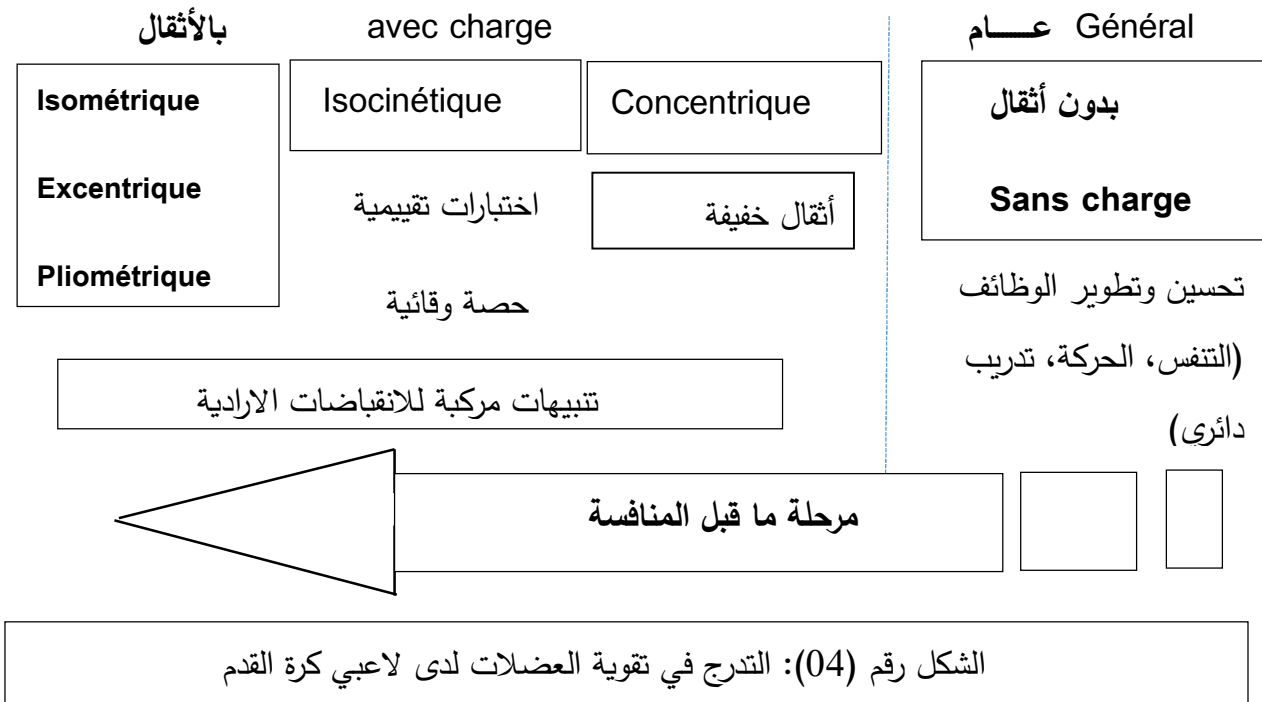 عـــــام Général
بالأثقال avec charge
بدون أثقال
Sans charge
تحسين وتطوير الوظائف
(التنفس، الحركة، تدريب
دائري)
Concentrique
أثقال خفيفة
Isocinétique
اختبارات تقييمية
حصة وقائية
Isométrique
Excentrique
Pliométrique
تنبيهات مركبة للانقباضات الارادية
مرحلة ما قبل المنافسة
الشكل رقم (04): التدرج في تقوية العضلات لدى لاعبي كرة القدم